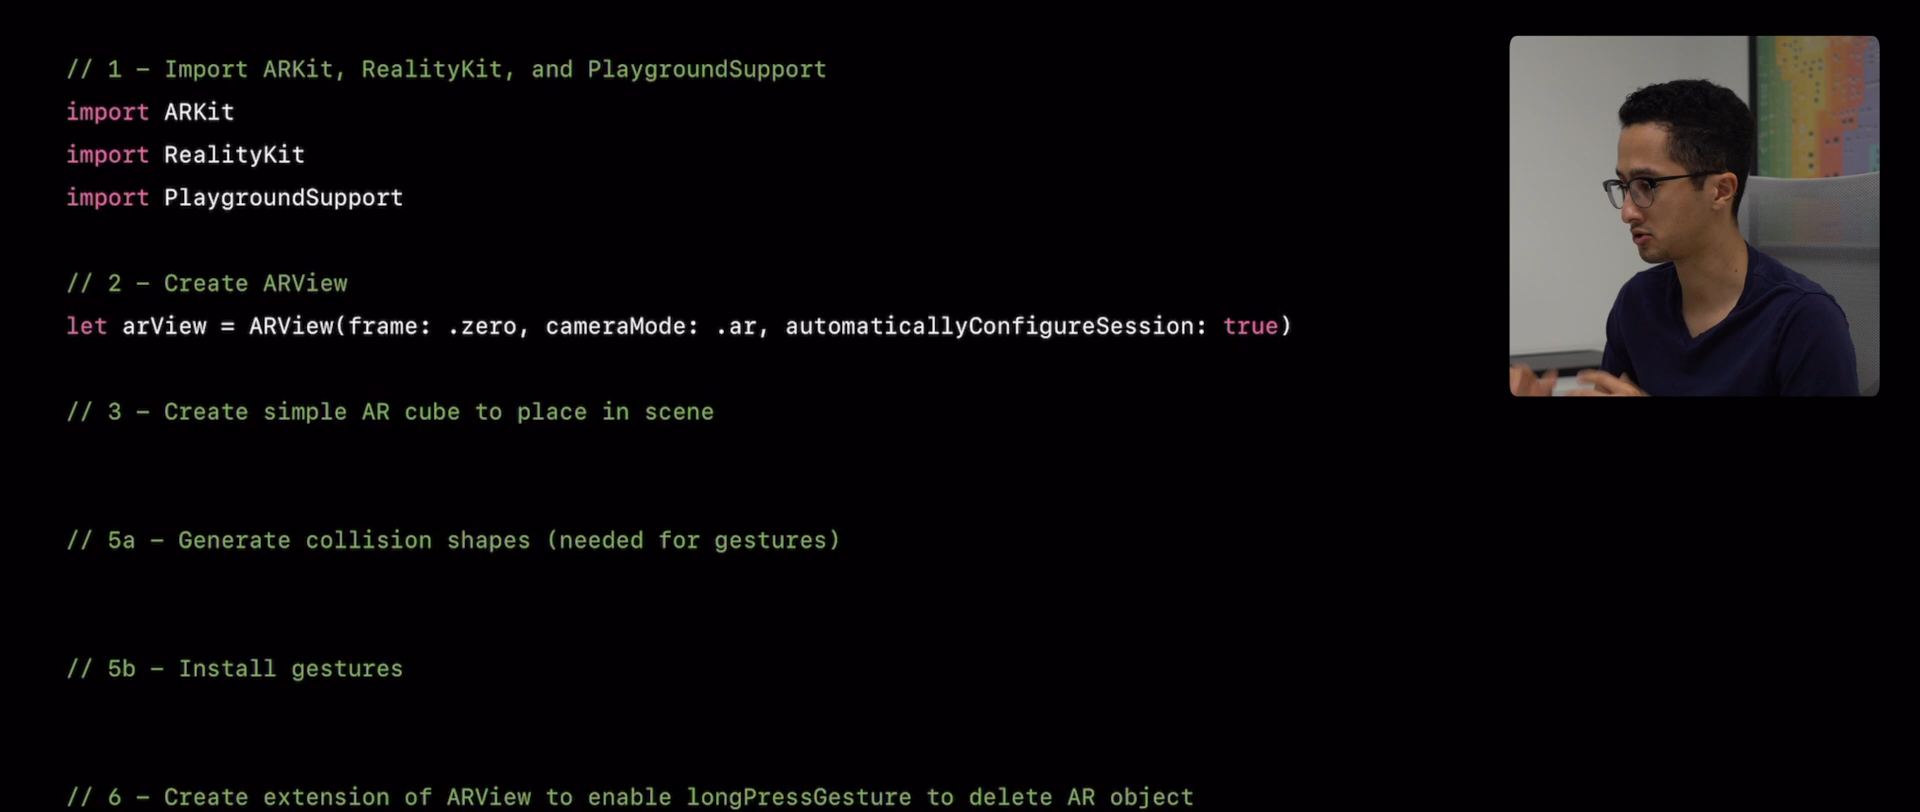 // 1 – Import ARKit, RealityKit, and PlaygroundSupport
import ARKit
import RealityKit
import PlaygroundSupport
// 2 – Create ARView
let arView = ARView(frame: .zero, cameraMode: .ar, automaticallyConfigureSession: true)
// 3 – Create simple AR cube to place in scene
// 5a – Generate collision shapes (needed for gestures)
// 5b – Install gestures
// 6 – Create extension of ARView to enable longPressGesture to delete AR object